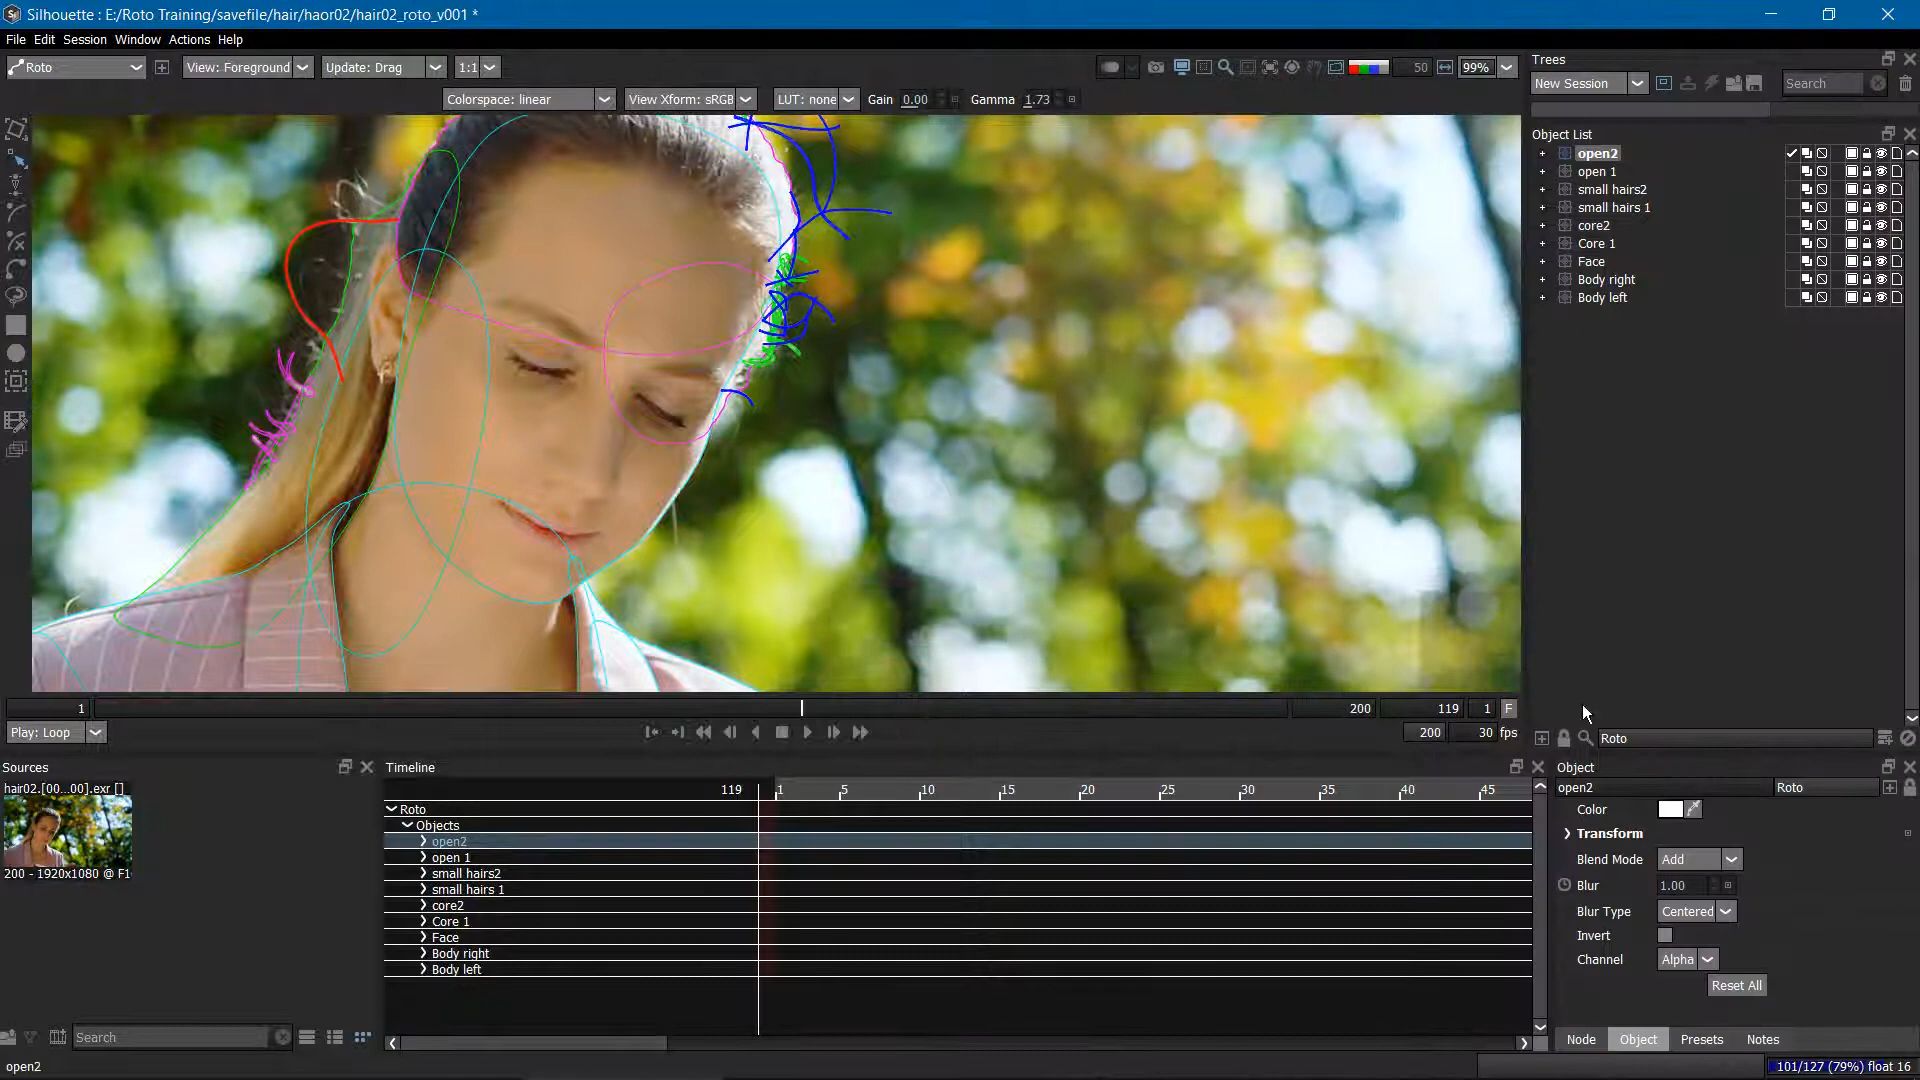 Silhouette : E:/Roto Training/savefile/hair/haor02/hair02_roto_v001 *
File Edit Session Window Actions Help
Roto View: Foreground Update: Drag 1:1 50 99%
Colorspace: linear View Xform: sRGB LUT: none Gain 0.00 Gamma 1.73
Trees
New Session Search
Object List
open2
open 1
small hairs2
small hairs 1
core2
Core 1
Face
Body right
Body left
1 200 119 1 F
Play: Loop 200 30 fps
Roto
Sources
hair02.[00...00].exr []
200 - 1920x1080 @ F1
Search
Timeline
119 1 5 10 15 20 25 30 35 40 45
Roto
Objects
open2
open 1
small hairs2
small hairs 1
core2
Core 1
Face
Body right
Body left
Object
open2 Roto
Color
Transform
Blend Mode Add
Blur 1.00
Blur Type Centered
Invert
Channel Alpha
Reset All
Node Object Presets Notes
open2
101/127 (79%) float 16